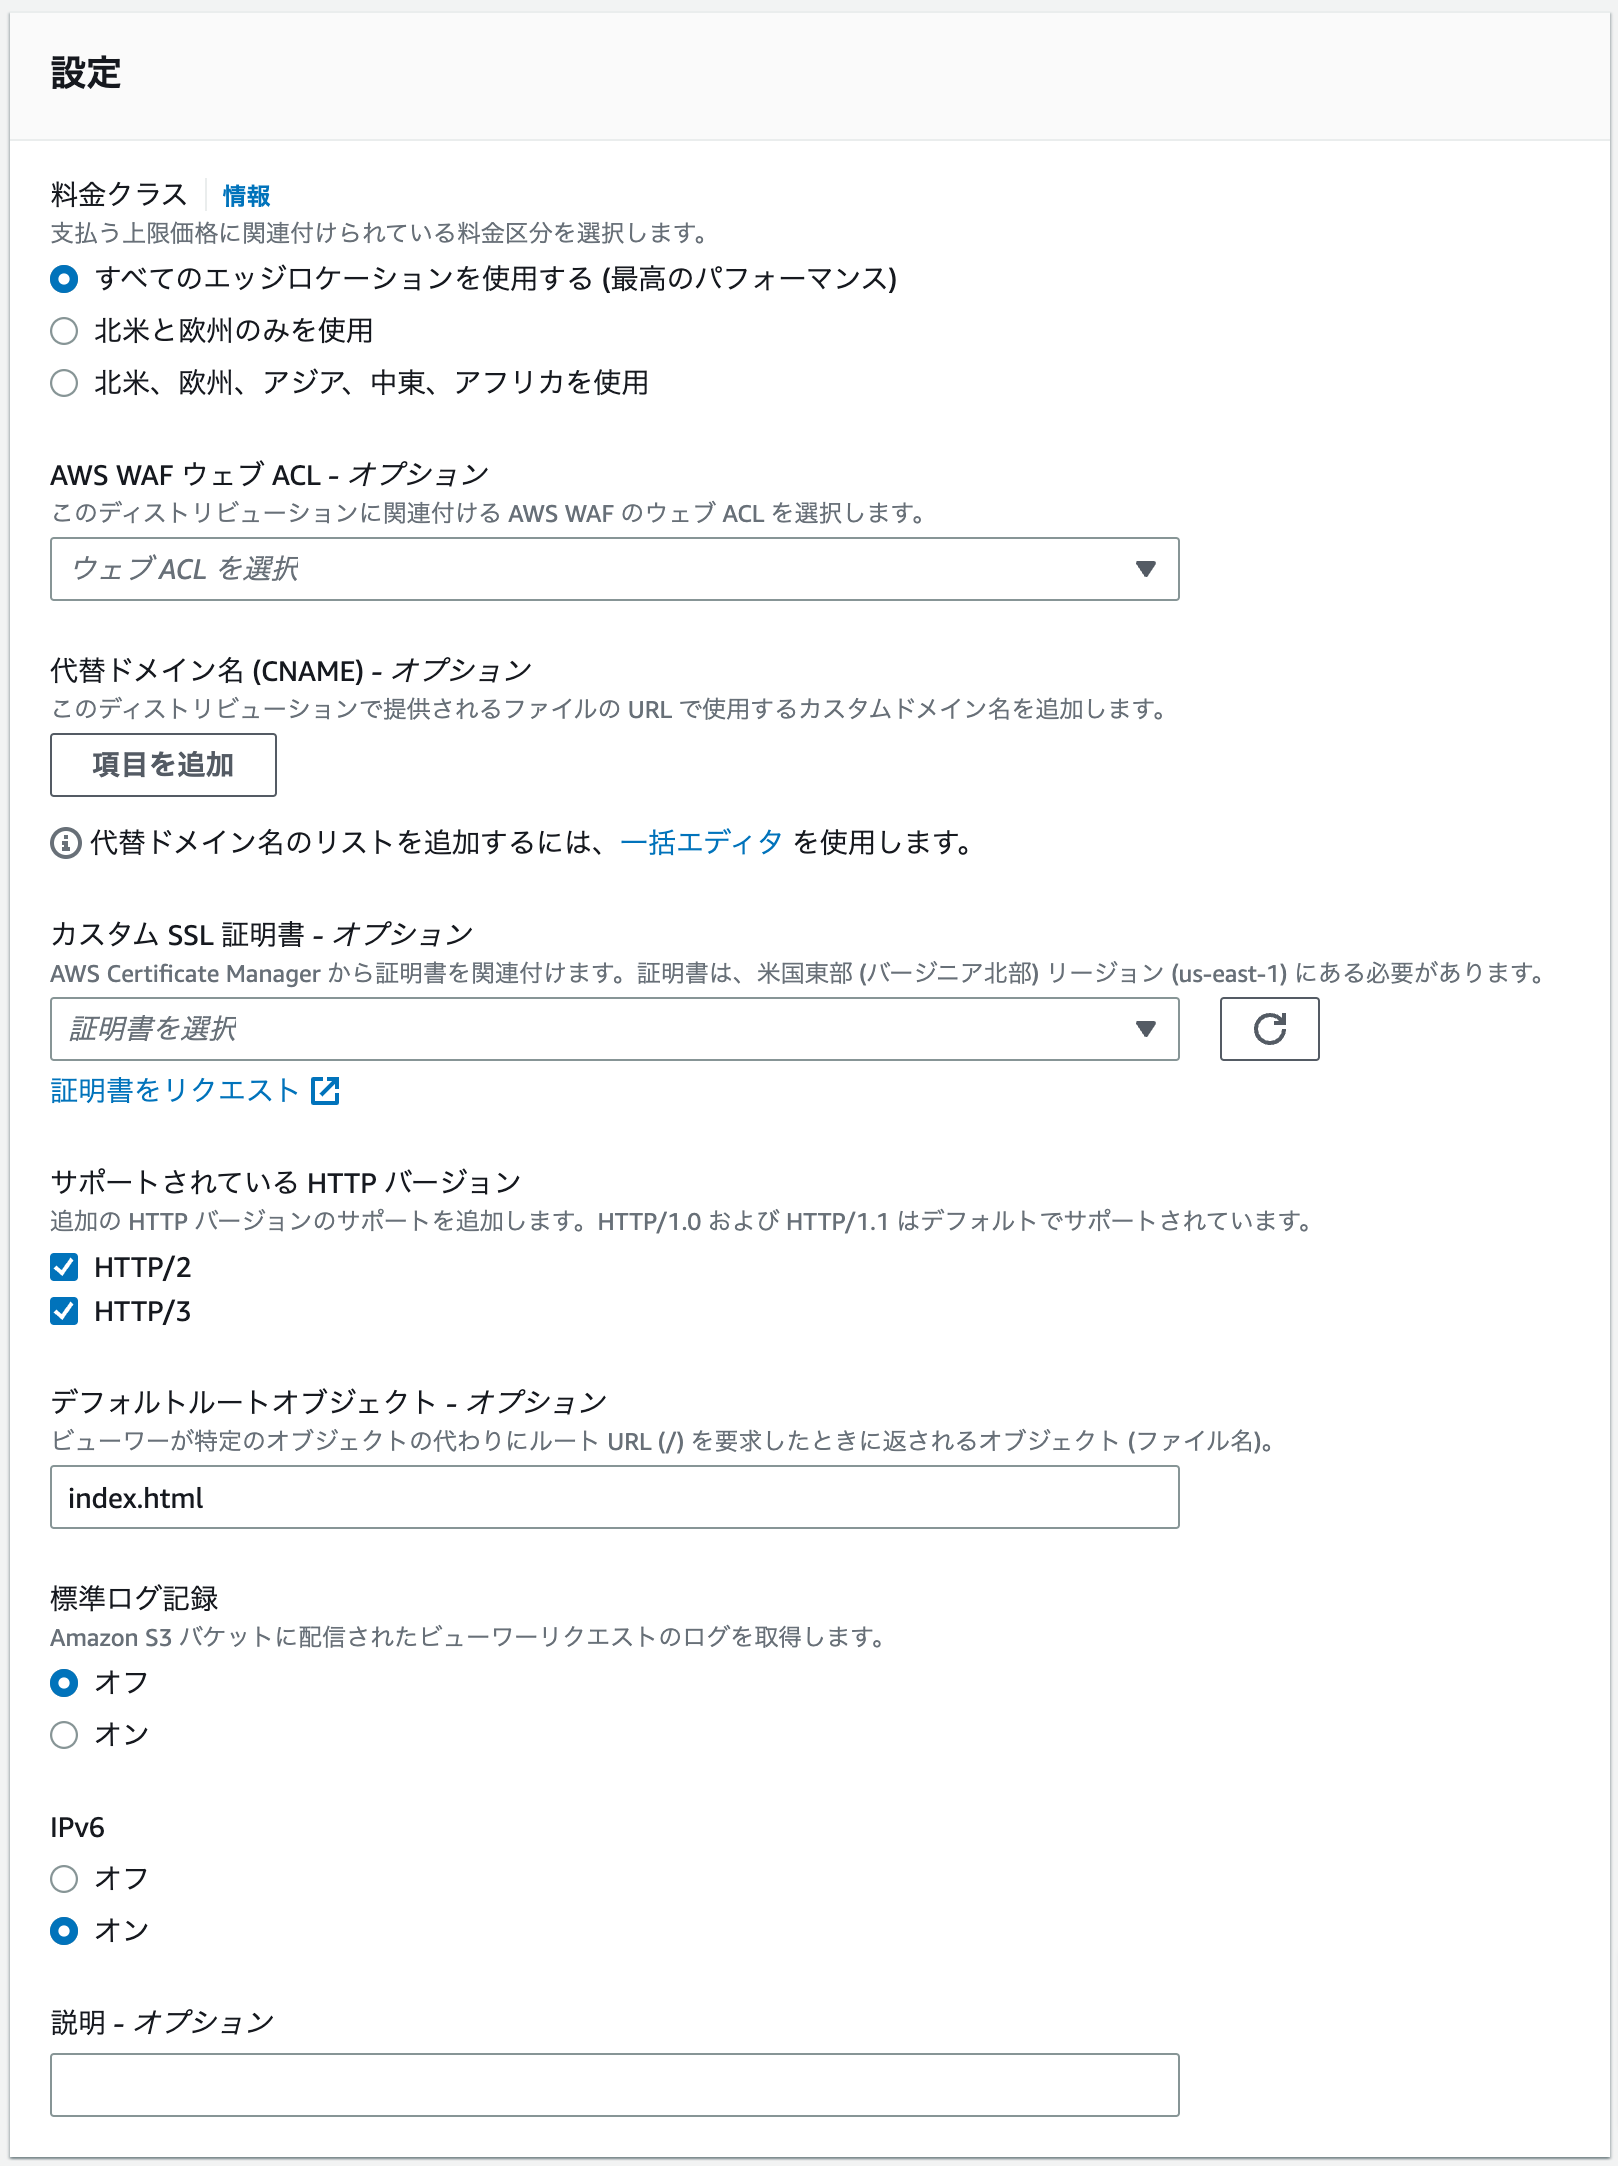 設定
料金クラス 情報
支払う上限価格に関連付けられている料金区分を選択します。
すべてのエッジロケーションを使用する (最高のパフォーマンス)
北米と欧州のみを使用
北米、欧州、アジア、中東、アフリカを使用
AWS WAF ウェブ ACL - オプション
このディストリビューションに関連付ける AWS WAF のウェブ ACL を選択します。
ウェブ ACL を選択
代替ドメイン名 (CNAME) - オプション
このディストリビューションで提供されるファイルの URL で使用するカスタムドメイン名を追加します。
項目を追加
代替ドメイン名のリストを追加するには、一括エディタ を使用します。
カスタム SSL 証明書 - オプション
AWS Certificate Manager から証明書を関連付けます。証明書は、米国東部 (バージニア北部) リージョン (us-east-1) にある必要があります。
証明書を選択
証明書をリクエスト
サポートされている HTTP バージョン
追加の HTTP バージョンのサポートを追加します。HTTP/1.0 および HTTP/1.1 はデフォルトでサポートされています。
HTTP/2
HTTP/3
デフォルトルートオブジェクト - オプション
ビューワーが特定のオブジェクトの代わりにルート URL (/) を要求したときに返されるオブジェクト (ファイル名)。
index.html
標準ログ記録
Amazon S3 バケットに配信されたビューワーリクエストのログを取得します。
オフ
オン
IPv6
オフ
オン
説明 - オプション